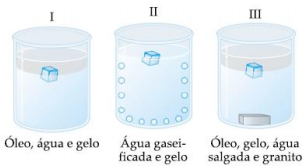 I
II
III
Óleo, água e gelo
Água gasei-
ficada e gelo
Óleo, gelo, água
salgada e granito